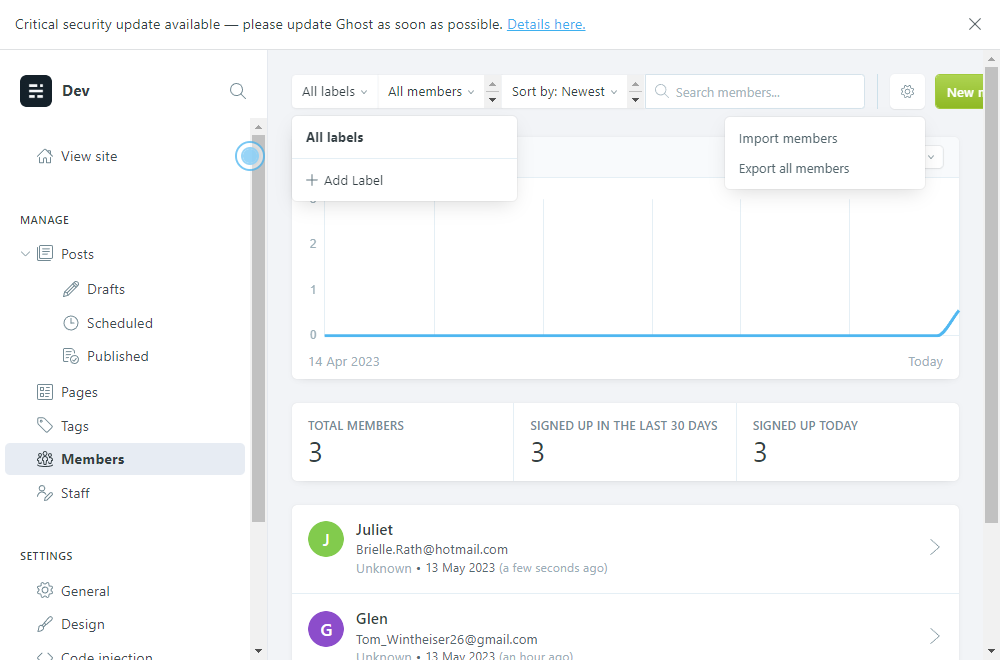 Critical security update available — please update Ghost as soon as possible. Details here.
Dev
View site
MANAGE
Posts
Drafts
Scheduled
Published
Pages
Tags
Members
Staff
SETTINGS
General
Design
Code injection
All labels
All members
Sort by: Newest
Search members...
New
All labels
Add Label
Import members
Export all members
2
1
0
14 Apr 2023
Today
TOTAL MEMBERS
3
SIGNED UP IN THE LAST 30 DAYS
3
SIGNED UP TODAY
3
J
Juliet
Brielle.Rath@hotmail.com
Unknown • 13 May 2023 (a few seconds ago)
G
Glen
Tom_Wintheiser26@gmail.com
Unknown • 13 May 2023 (an hour ago)